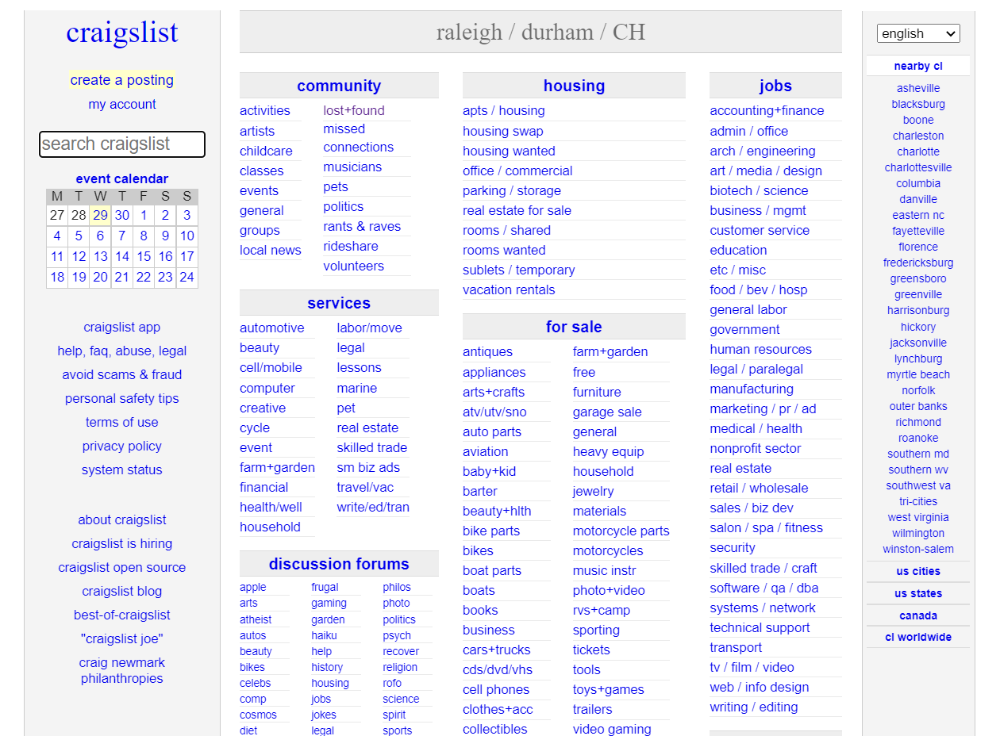 craigslist
create a posting
my account
search craigslist
event calendar
M T W T F S S
27 28 29 30 1 2 3
4 5 6 7 8 9 10
11 12 13 14 15 16 17
18 19 20 21 22 23 24
craigslist app
help, faq, abuse, legal
avoid scams & fraud
personal safety tips
terms of use
privacy policy
system status
about craigslist
craigslist is hiring
craigslist open source
craigslist blog
best-of-craigslist
"craigslist joe"
craig newmark
philanthropies
raleigh / durham / CH
community
activities
artists
childcare
classes
events
general
groups
local news
lost+found
missed
connections
musicians
pets
politics
rants & raves
rideshare
volunteers
services
automotive
beauty
cell/mobile
computer
creative
cycle
event
farm+garden
financial
health/well
household
labor/move
legal
lessons
marine
pet
real estate
skilled trade
sm biz ads
travel/vac
write/ed/tran
discussion forums
apple
arts
atheist
autos
beauty
bikes
celebs
comp
cosmos
diet
frugal
gaming
garden
haiku
help
history
housing
jobs
jokes
legal
philos
photo
politics
psych
recover
religion
rofo
science
spirit
sports
housing
apts / housing
housing swap
housing wanted
office / commercial
parking / storage
real estate for sale
rooms / shared
rooms wanted
sublets / temporary
vacation rentals
for sale
antiques
appliances
arts+crafts
atv/utv/sno
auto parts
aviation
baby+kid
barter
beauty+hlth
bike parts
bikes
boat parts
boats
books
business
cars+trucks
cds/dvd/vhs
cell phones
clothes+acc
collectibles
farm+garden
free
furniture
garage sale
general
heavy equip
household
jewelry
materials
motorcycle parts
motorcycles
music instr
photo+video
rvs+camp
sporting
tickets
tools
toys+games
trailers
video gaming
jobs
accounting+finance
admin / office
arch / engineering
art / media / design
biotech / science
business / mgmt
customer service
education
etc / misc
food / bev / hosp
general labor
government
human resources
legal / paralegal
manufacturing
marketing / pr / ad
medical / health
nonprofit sector
real estate
retail / wholesale
sales / biz dev
salon / spa / fitness
security
skilled trade / craft
software / qa / dba
systems / network
technical support
transport
tv / film / video
web / info design
writing / editing
english
nearby cl
asheville
blacksburg
boone
charleston
charlotte
charlottesville
columbia
danville
eastern nc
fayetteville
florence
fredericksburg
greensboro
greenville
harrisonburg
hickory
jacksonville
lynchburg
myrtle beach
norfolk
outer banks
richmond
roanoke
southern md
southern wv
southwest va
tri-cities
west virginia
wilmington
winston-salem
us cities
us states
canada
cl worldwide